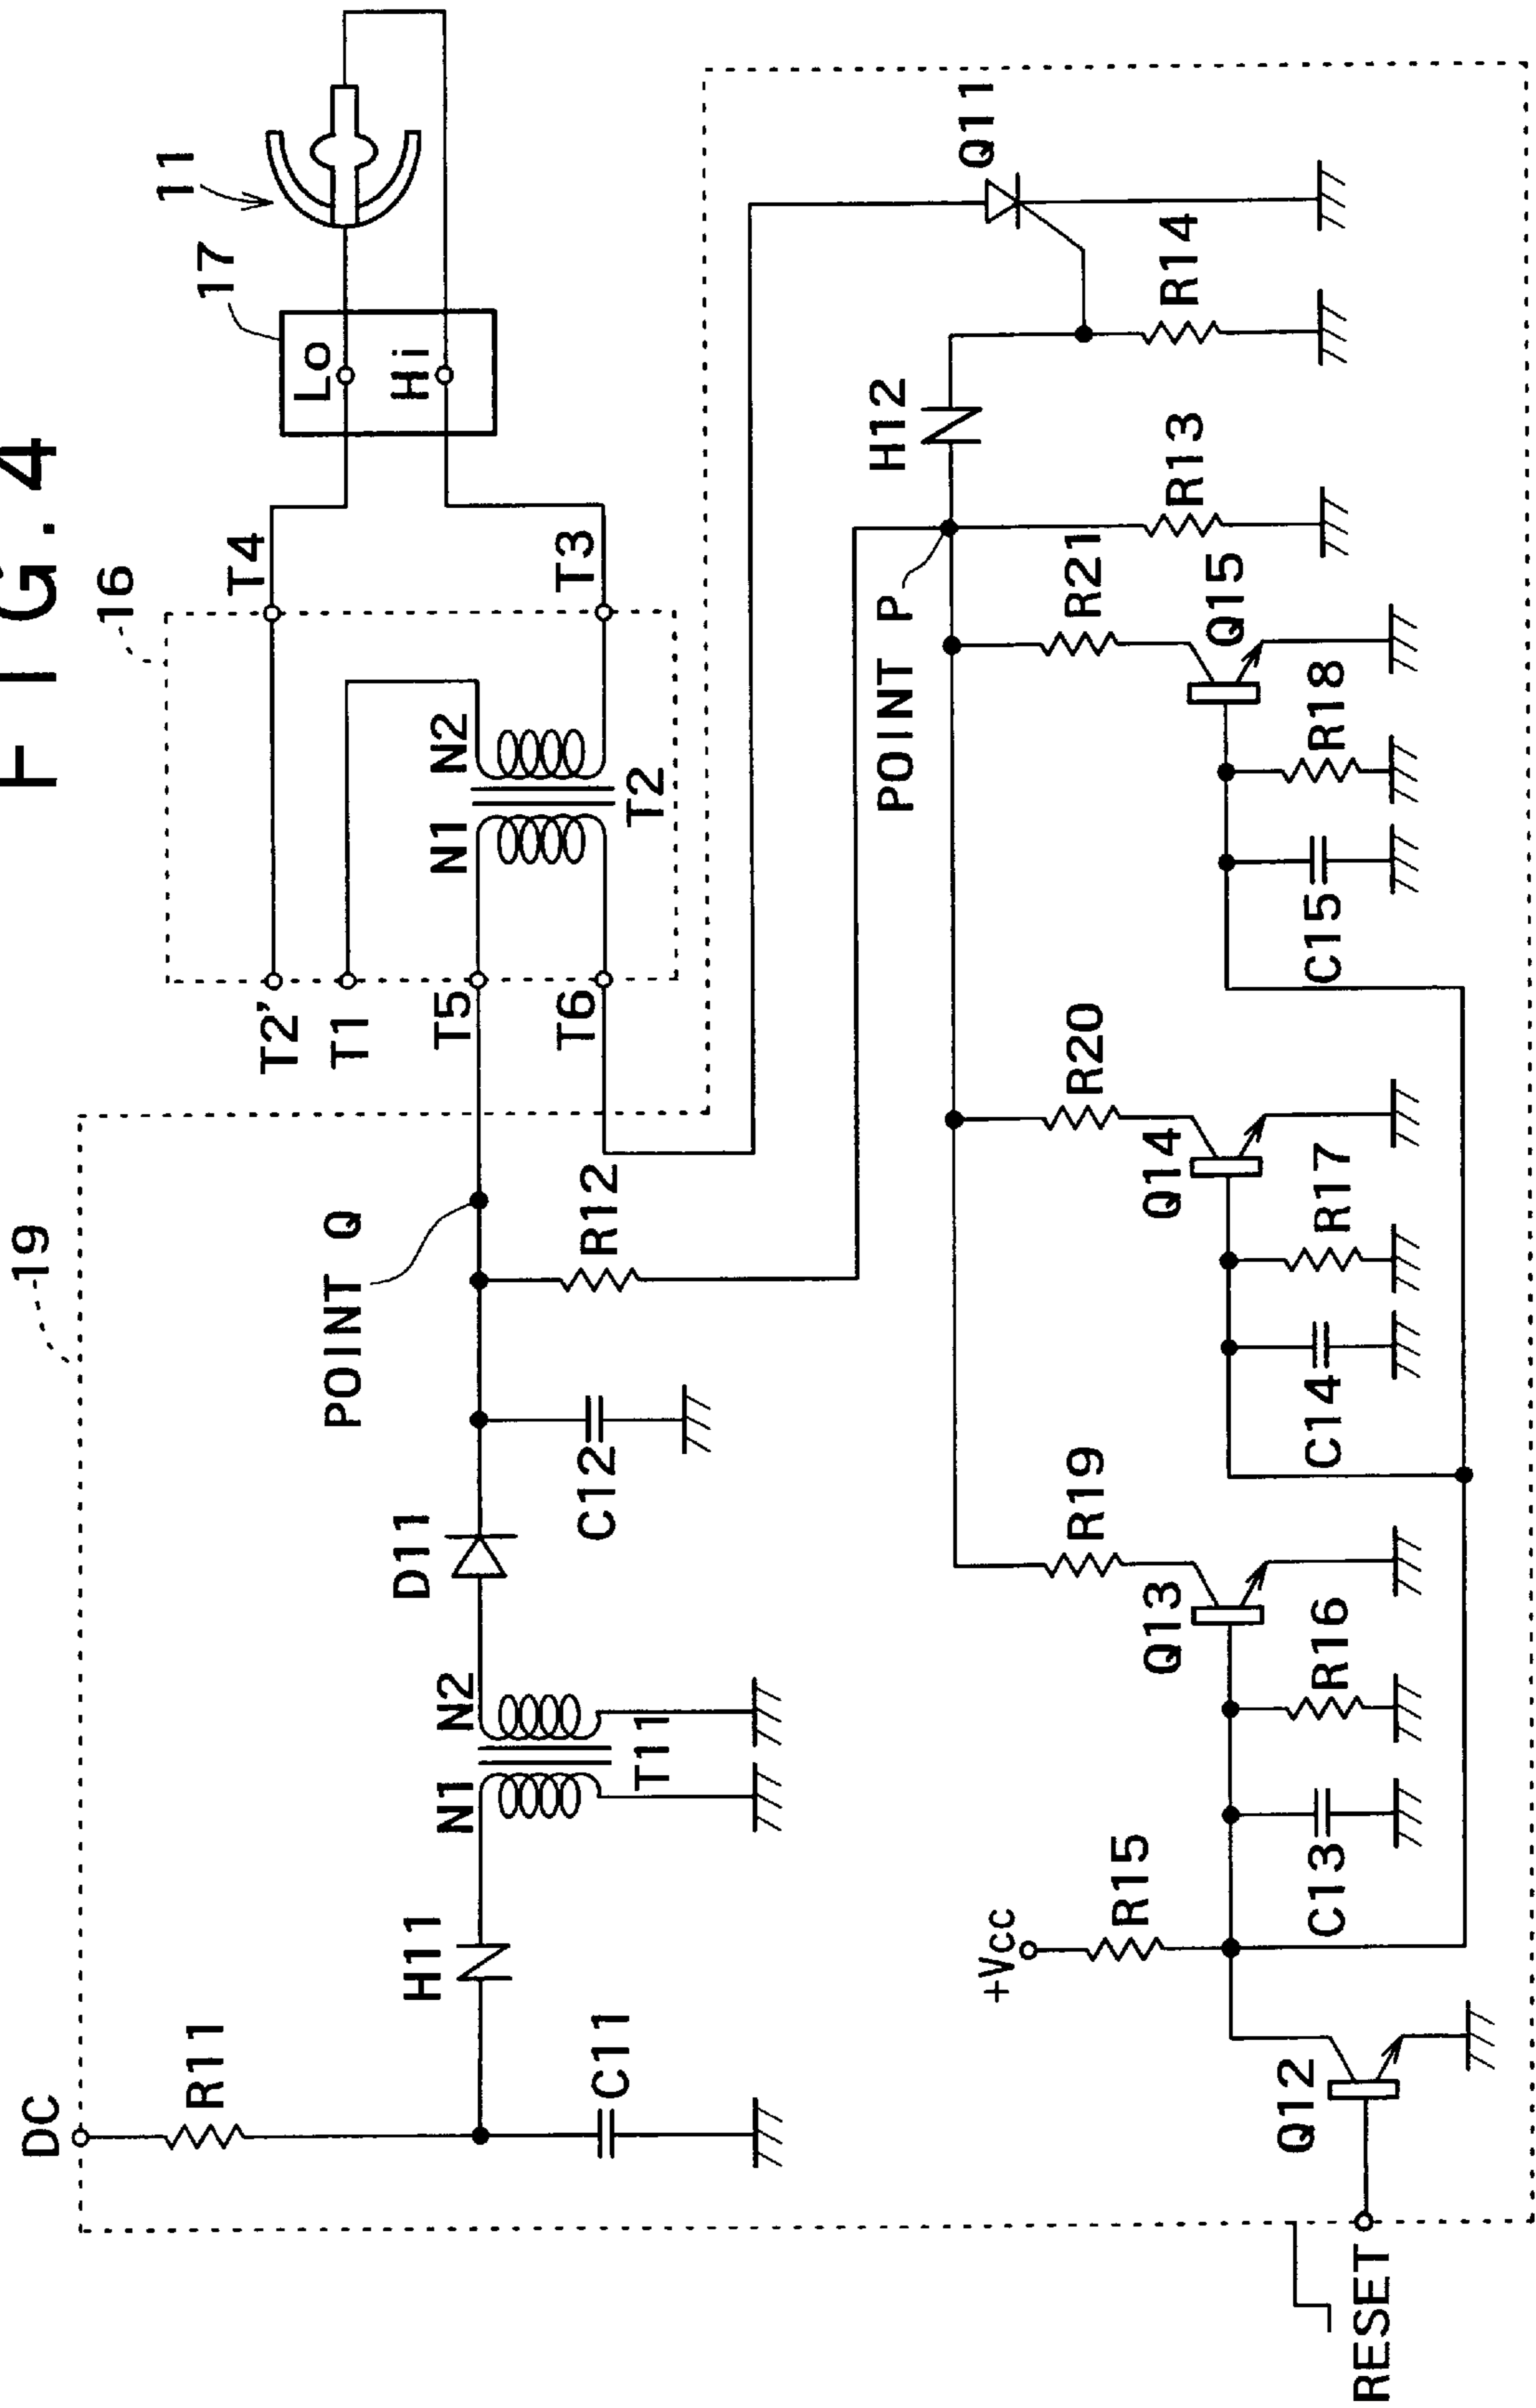 FIG.4
19
16
17
11
DC
R11
C11
H11
N1
N2
T11
D11
C12
POINT Q
R12
T2'
T1
T5
T6
N1
N2
T2
T4
T3
Lo
Hi
POINT P
H12
Q11
R14
R13
R21
Q15
R18
C15
R20
Q14
R17
C14
R19
Q13
R16
C13
+Vcc
R15
Q12
RESET